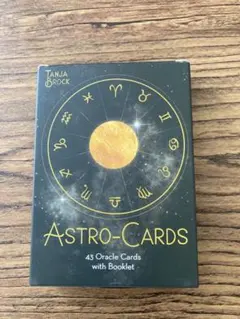 TANJA
BROCK
ASTRO-CARDS
43 Oracle Cards
with Booklet